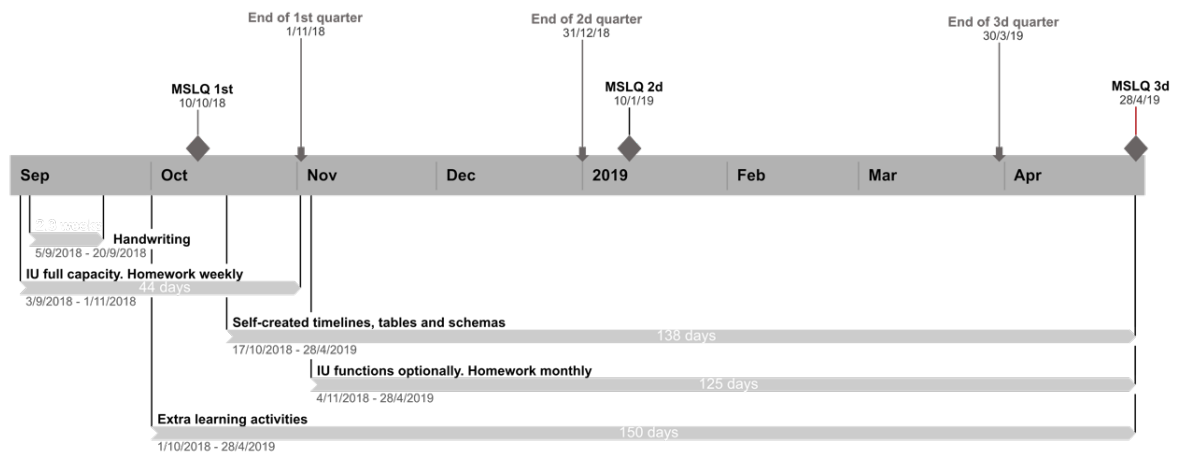 End of 1st quarter
1/11/18
End of 2d quarter
31/12/18
End of 3d quarter
30/3/19
MSLQ 1st
10/10/18
MSLQ 2d
10/1/19
MSLQ 3d
28/4/19
Sep Oct Nov Dec 2019 Feb Mar Apr
Handwriting
5/9/2018 - 20/9/2018
IU full capacity. Homework weekly
44 days
3/9/2018 - 1/11/2018
Self-created timelines, tables and schemas
138 days
17/10/2018 - 28/4/2019
IU functions optionally. Homework monthly
125 days
4/11/2018 - 28/4/2019
Extra learning activities
150 days
1/10/2018 - 28/4/2019